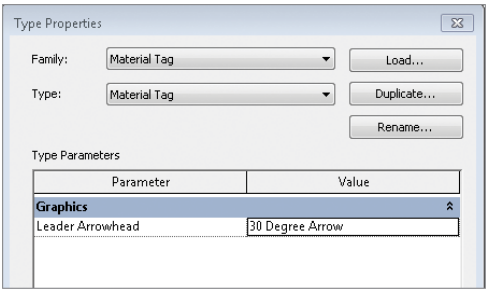 Type Properties
Family: Material Tag Load...
Type: Material Tag Duplicate...
Rename...
Type Parameters
Parameter Value
Graphics
Leader Arrowhead 30 Degree Arrow